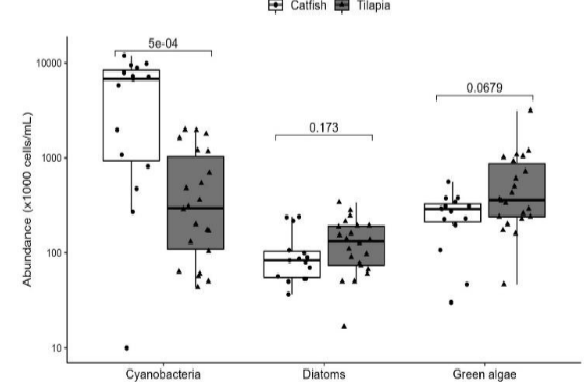 Catfish Tilapia
5e-04
10000
0.0679
0.173
1000
100
10
Abundance (x1000 cells/mL)
Cyanobacteria Diatoms Green algae